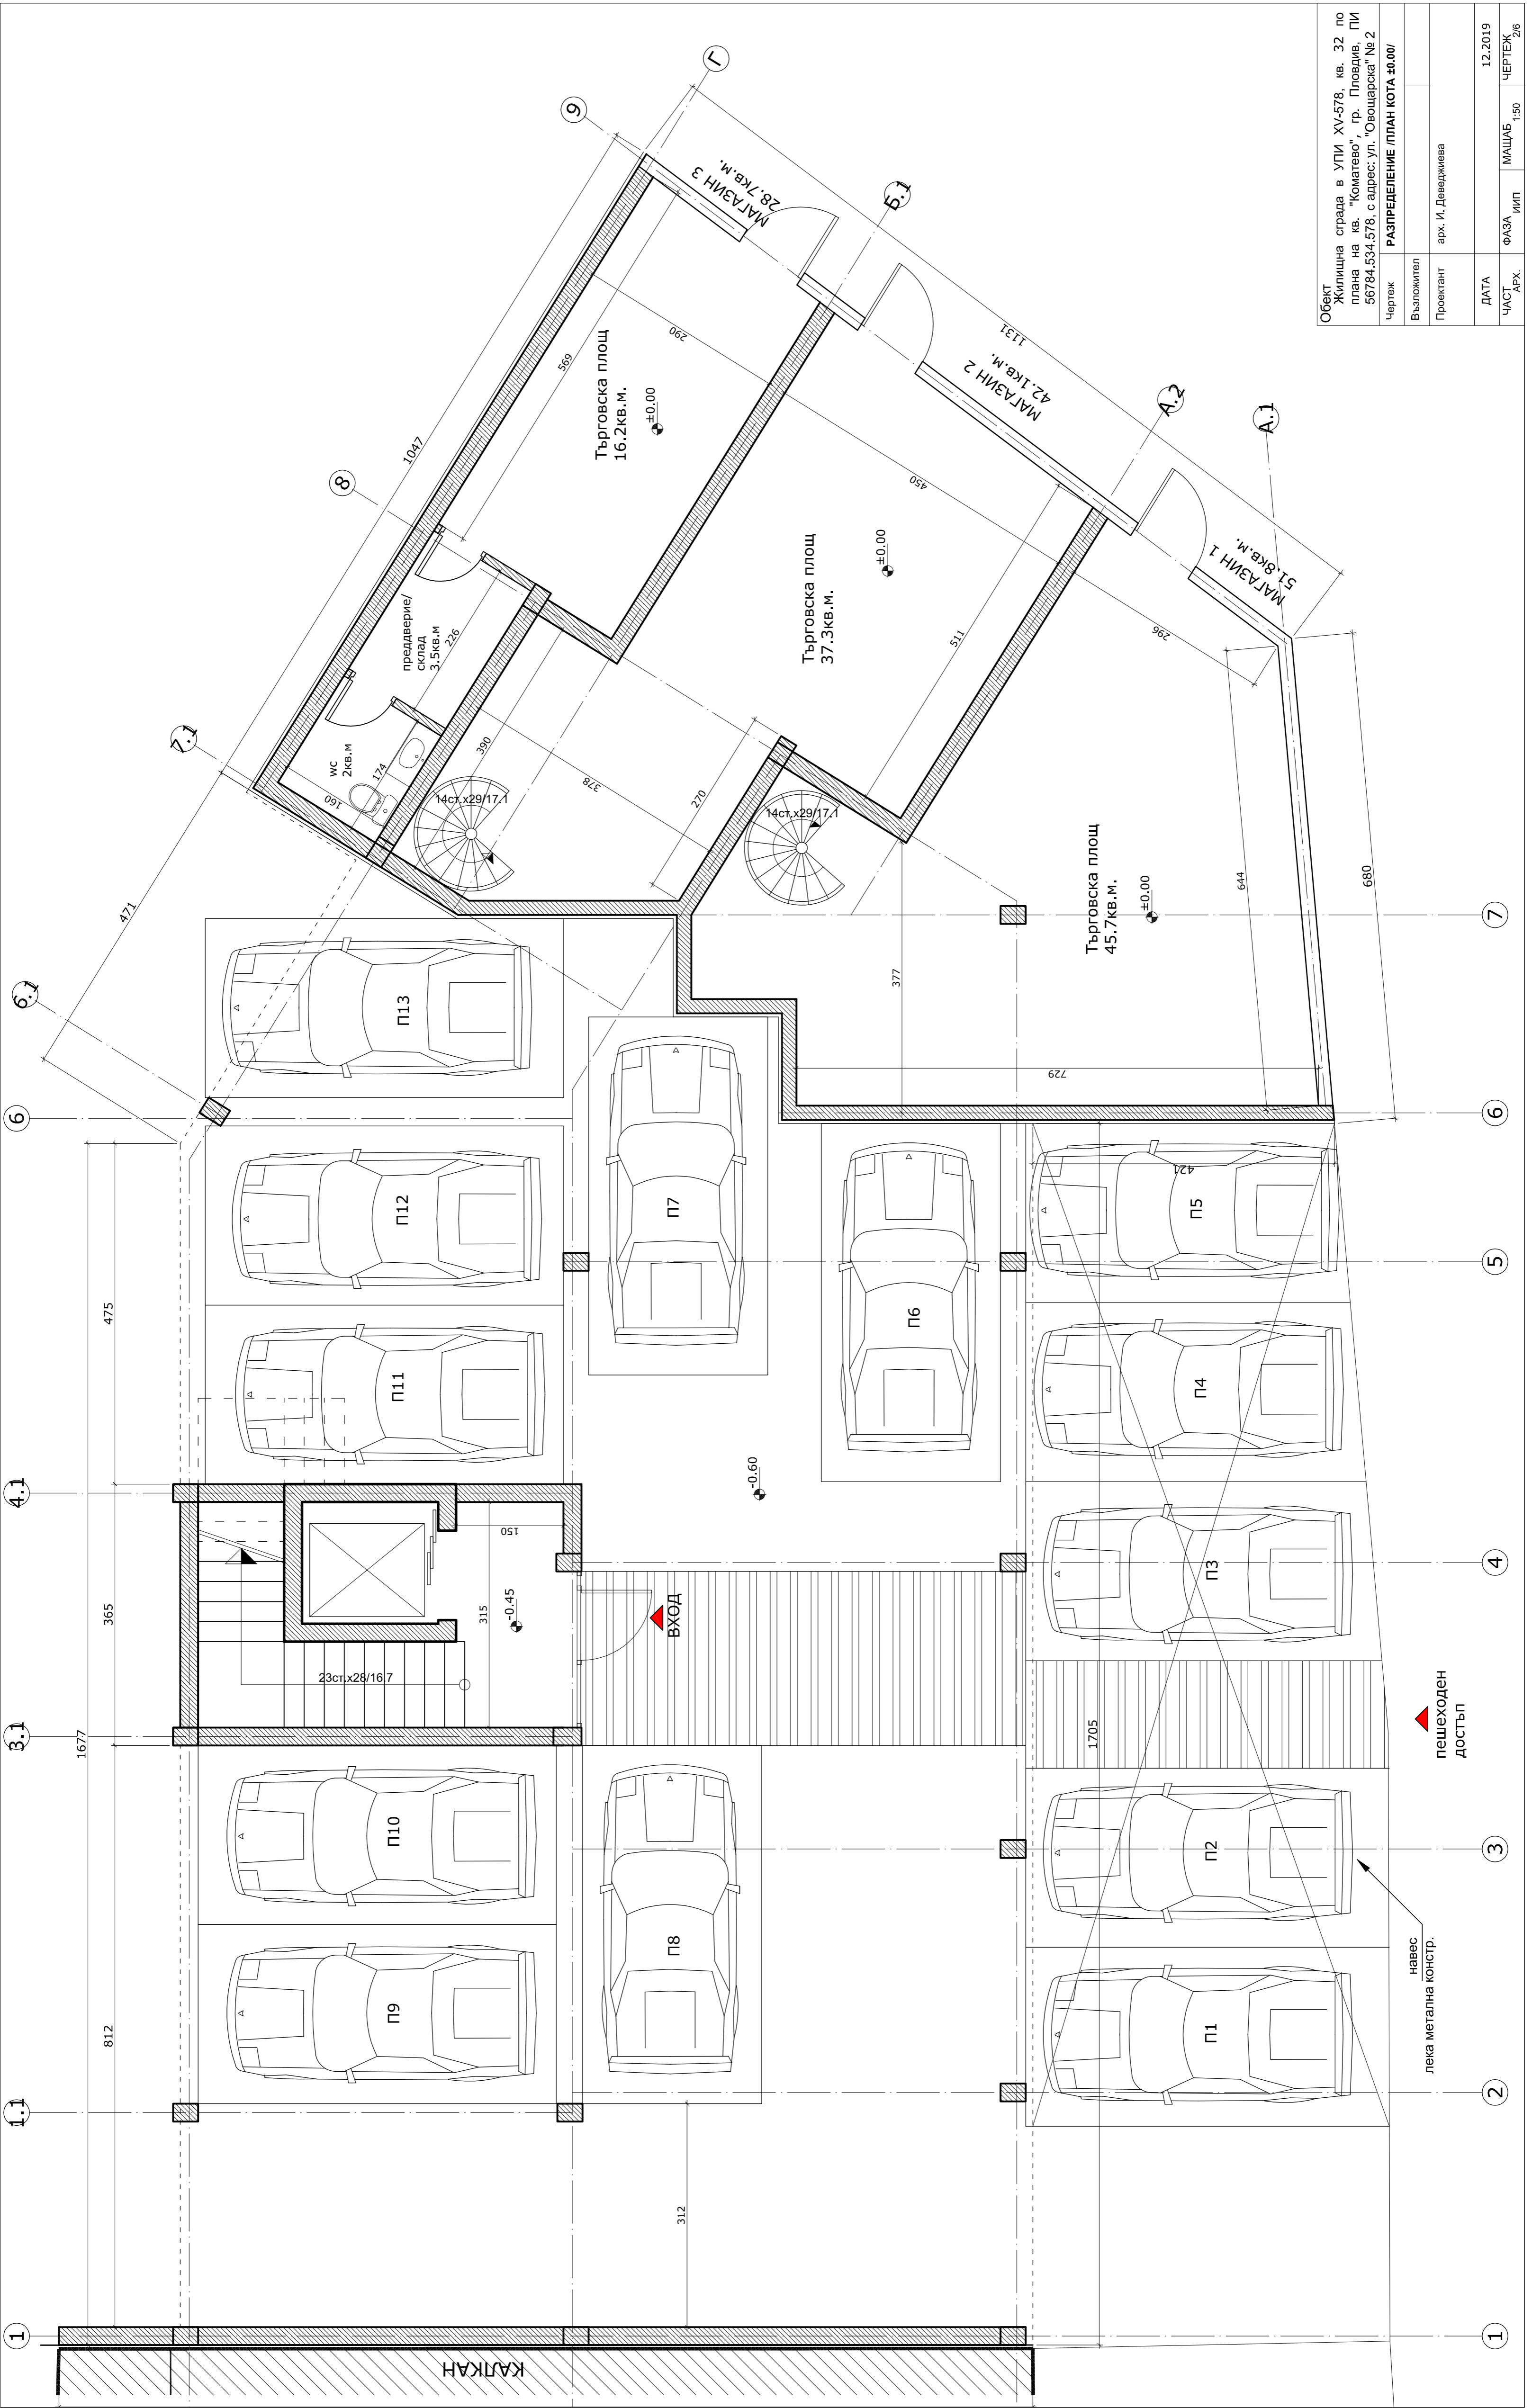 Обект
Жилищна сграда в УПИ XV-578, кв. 32 по
плана на кв. "Коматево", гр. Пловдив, ПИ
56784.534.578, с адрес: ул. "Овощарска" № 2
Чертеж
РАЗПРЕДЕЛЕНИЕ /ПЛАН КОТА ±0.00/
Възложител
Проектант
арх. И. Деведжиева
ДАТА
12.2019
ЧАСТ
АРХ.
ФАЗА
ИИП
МАЩАБ
1:50
ЧЕРТЕЖ
2/6
1
1.1
3.1
4.1
6
6.1
7.1
8
9
Г
Б.1
А.2
А.1
1677
812
365
475
471
1047
1131
МАГАЗИН 3
28.7кв.м.
МАГАЗИН 2
42.1кв.м.
МАГАЗИН 1
51.8кв.м.
Търговска площ
16.2кв.м.
±0.00
569
290
преддверие/
склад
3.5кв.м
226
wc
2кв.м
174
160
14ст.х29/17.1
390
378
270
Търговска площ
37.3кв.м.
±0.00
450
511
296
14ст.х29/17.1
Търговска площ
45.7кв.м.
±0.00
377
729
644
680
421
П13
П12
П11
П10
П9
П8
П7
П6
П5
П4
П3
П2
П1
150
315
-0.45
-0.60
23ст.х28/16.7
ВХОД
1705
312
КАЛКАН
пешеходен
достъп
навес
лека метална констр.
1
2
3
4
5
6
7